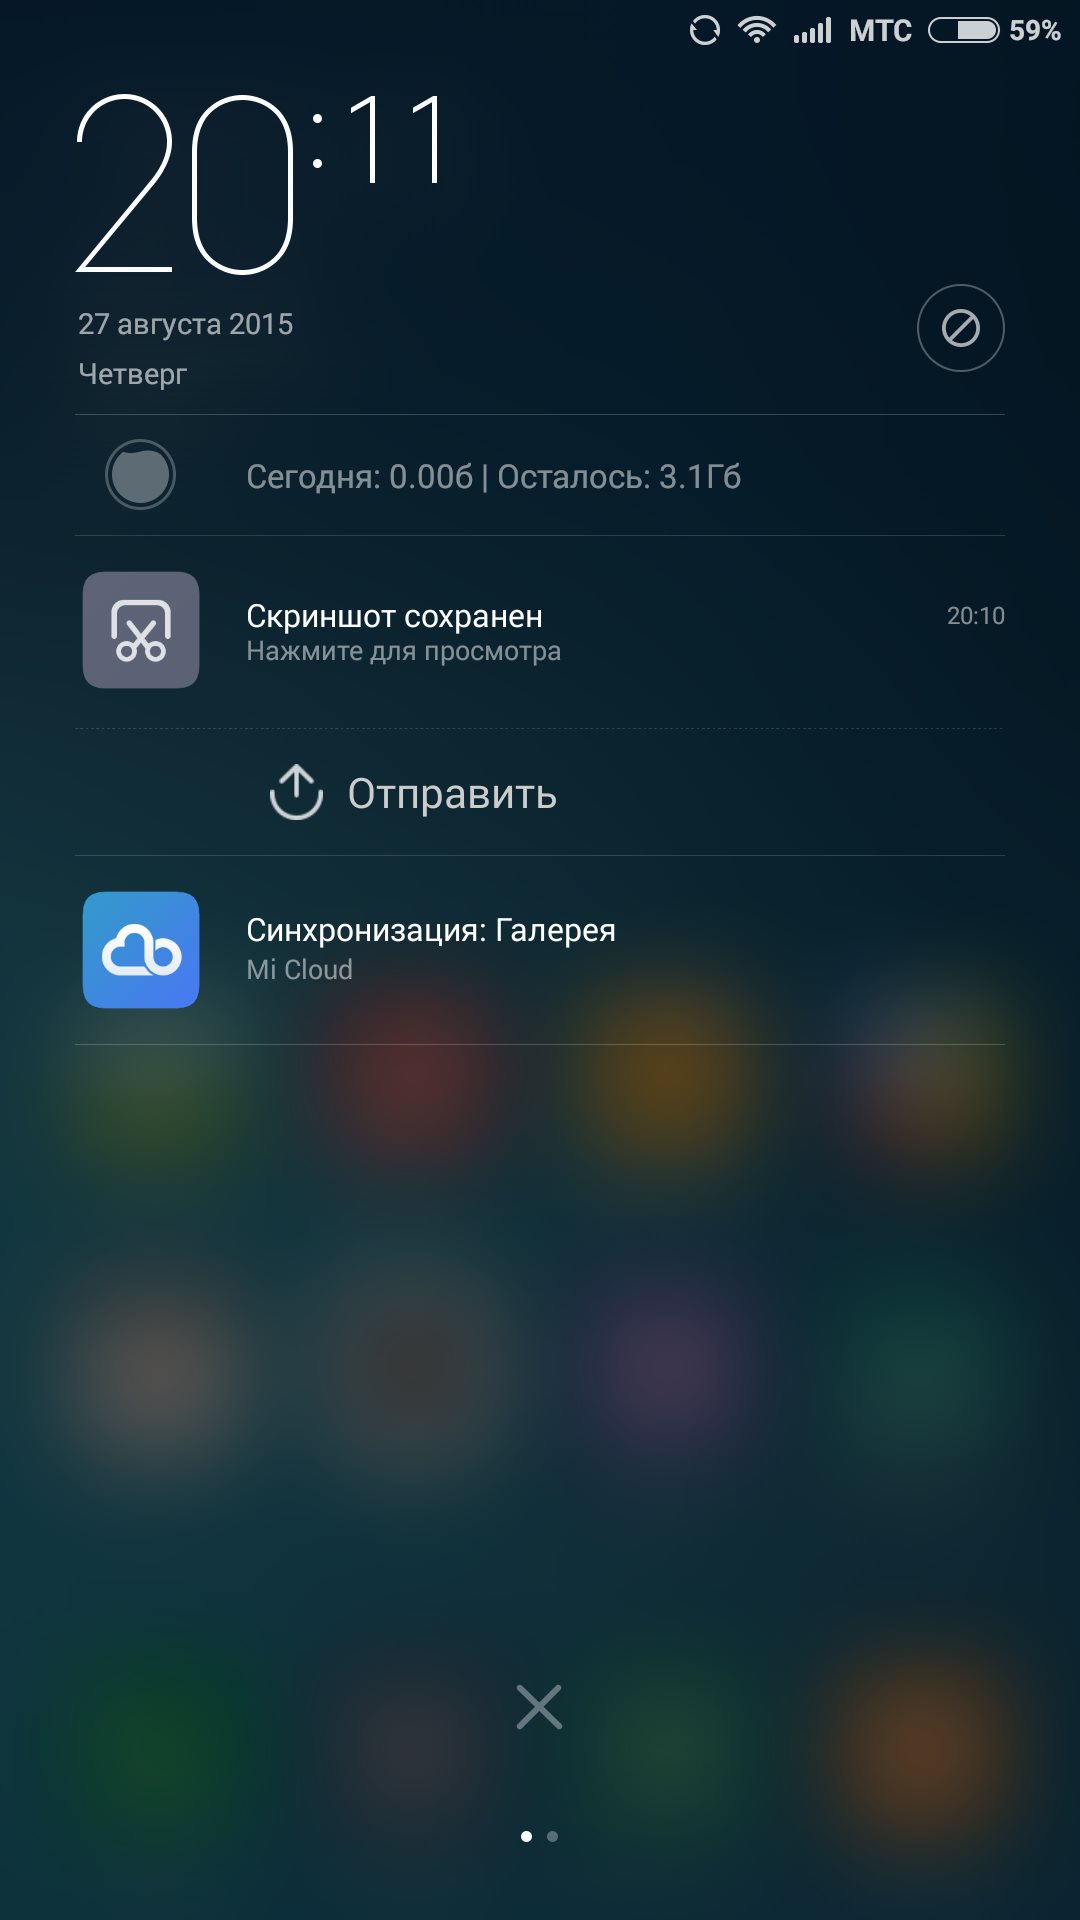 МТС 59%
20:11
27 августа 2015
Четверг
Сегодня: 0.00б | Осталось: 3.1Гб
Скриншот сохранен 20:10
Нажмите для просмотра
Отправить
Синхронизация: Галерея
Mi Cloud